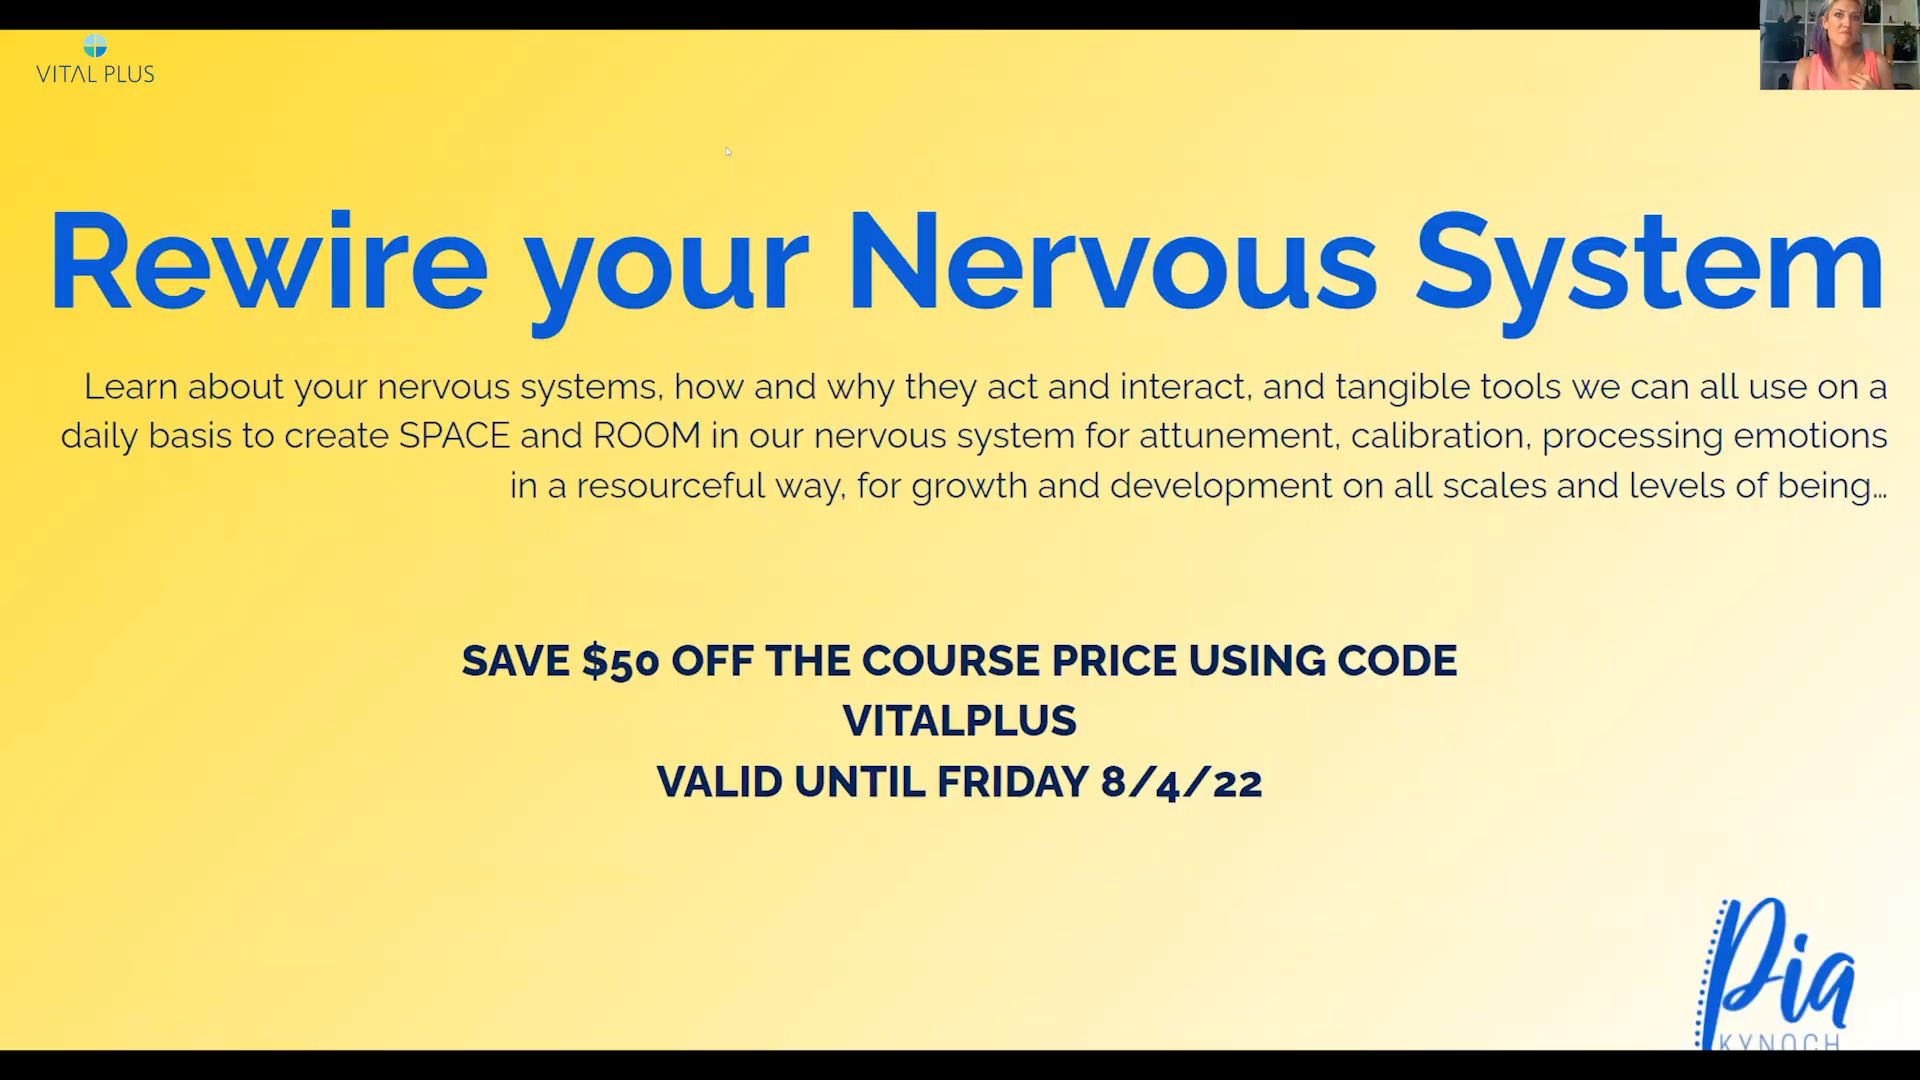 VITAL PLUS
Rewire your Nervous System
Learn about your nervous systems, how and why they act and interact, and tangible tools we can all use on a
daily basis to create SPACE and ROOM in our nervous system for attunement, calibration, processing emotions
in a resourceful way, for growth and development on all scales and levels of being...
SAVE $50 OFF THE COURSE PRICE USING CODE
VITALPLUS
VALID UNTIL FRIDAY 8/4/22
Pia
KYNOCH